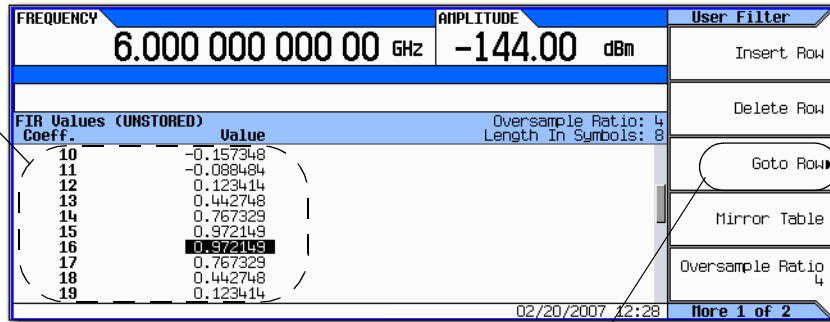 FREQUENCY AMPLITUDE User Filter
6.000 000 000 00 GHz -144.00 dBm
Insert Row
Delete Row
FIR Values (UNSTORED) Oversample Ratio: 4
Coeff. Value Length In Symbols: 8
10 -0.157348
11 -0.088484
12 0.123414
13 0.442748
14 0.767329
15 0.972149
16 0.972149
17 0.767329
18 0.442748
19 0.123414
Goto Row
Mirror Table
Oversample Ratio
4
02/20/2007 12:28 More 1 of 2